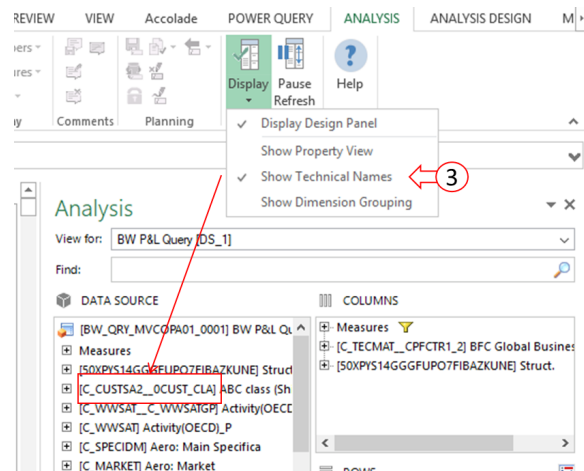 REVIEW VIEW Accolade POWER QUERY ANALYSIS ANALYSIS DESIGN M
Display Pause Refresh Help
Comments Planning
Display Design Panel
Show Property View
Show Technical Names 3
Show Dimension Grouping
Analysis
View for: BW P&L Query [DS_1]
Find:
DATA SOURCE
[BW_QRY_MVCOPA01_0001] BW P&L Qu
Measures
[50XPYS14GGGFUPO7FIBAZKUNE] Struct
[C_CUSTSA2__0CUST_CLA] ABC class (Sh
[C_WWSAT__C_WWSATGP] Activity(OECD
[C_WWSAT] Activity(OECD)_P
[C_SPECIDM] Aero: Main Specifica
[C_MARKET] Aero: Market
COLUMNS
Measures
[C_TECMAT__CPFCTR1_2] BFC Global Busines
[50XPYS14GGGFUPO7FIBAZKUNE] Struct.
ROWS